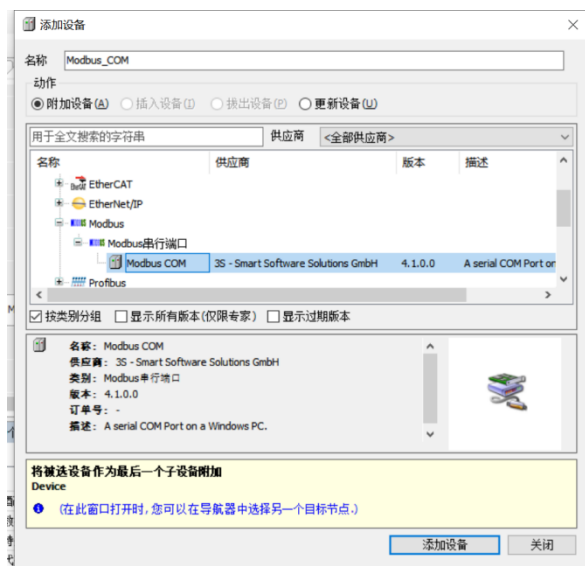 添加设备
名称 Modbus_COM
动作
附加设备(A) 插入设备(I) 拔出设备(P) 更新设备(U)
用于全文搜索的字符串 供应商 <全部供应商>
名称 供应商 版本 描述
EtherCAT
EtherNet/IP
Modbus
Modbus串行端口
Modbus COM 3S - Smart Software Solutions GmbH 4.1.0.0 A serial COM Port on
Profibus
按类别分组 显示所有版本(仅限专家) 显示过期版本
名称: Modbus COM
供应商: 3S - Smart Software Solutions GmbH
类别: Modbus串行端口
版本: 4.1.0.0
订单号: -
描述: A serial COM Port on a Windows PC.
将被选设备作为最后一个子设备附加
Device
(在此窗口打开时,您可以在导航器中选择另一个目标节点.)
添加设备 关闭